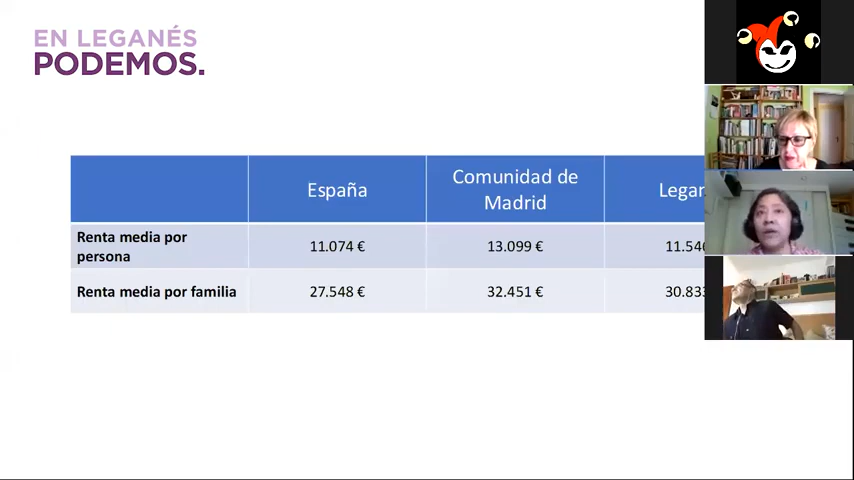 EN LEGANÉS
PODEMOS.
España
Comunidad de
Madrid
Renta media por
persona
11.074 €
13.099 €
Renta media por familia
27.548 €
32.451 €